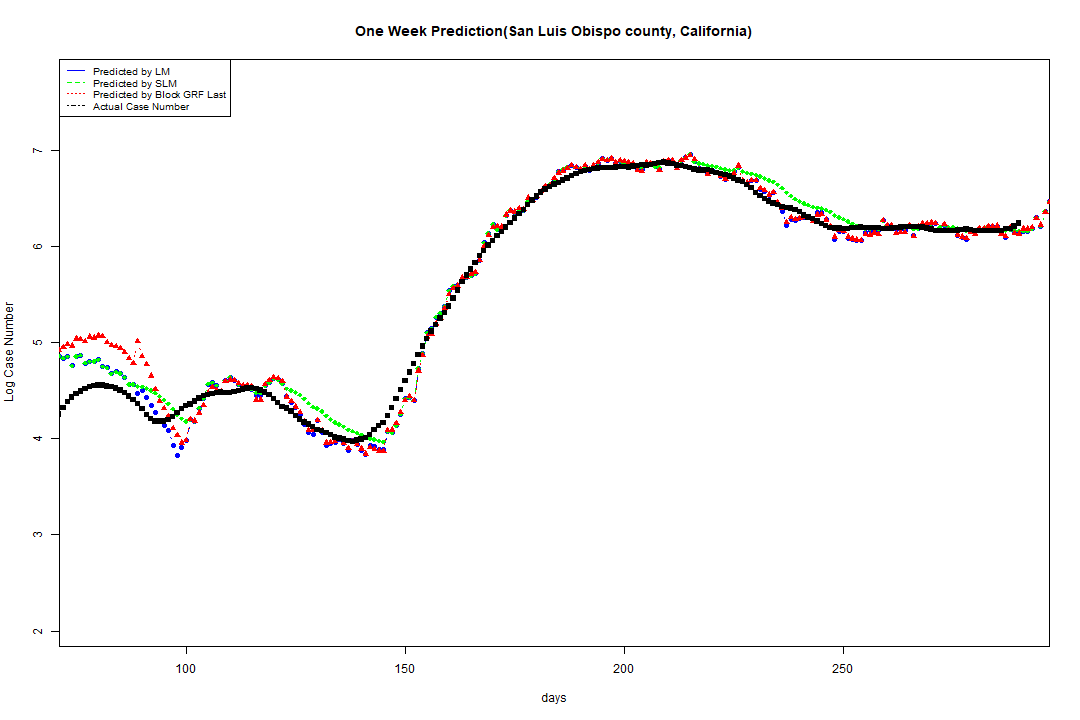 One Week Prediction(San Luis Obispo county, California)
Predicted by LM
Predicted by SLM
Predicted by Block GRF Last
Actual Case Number
7
6
5
4
3
2
Log Case Number
100 150 200 250
days